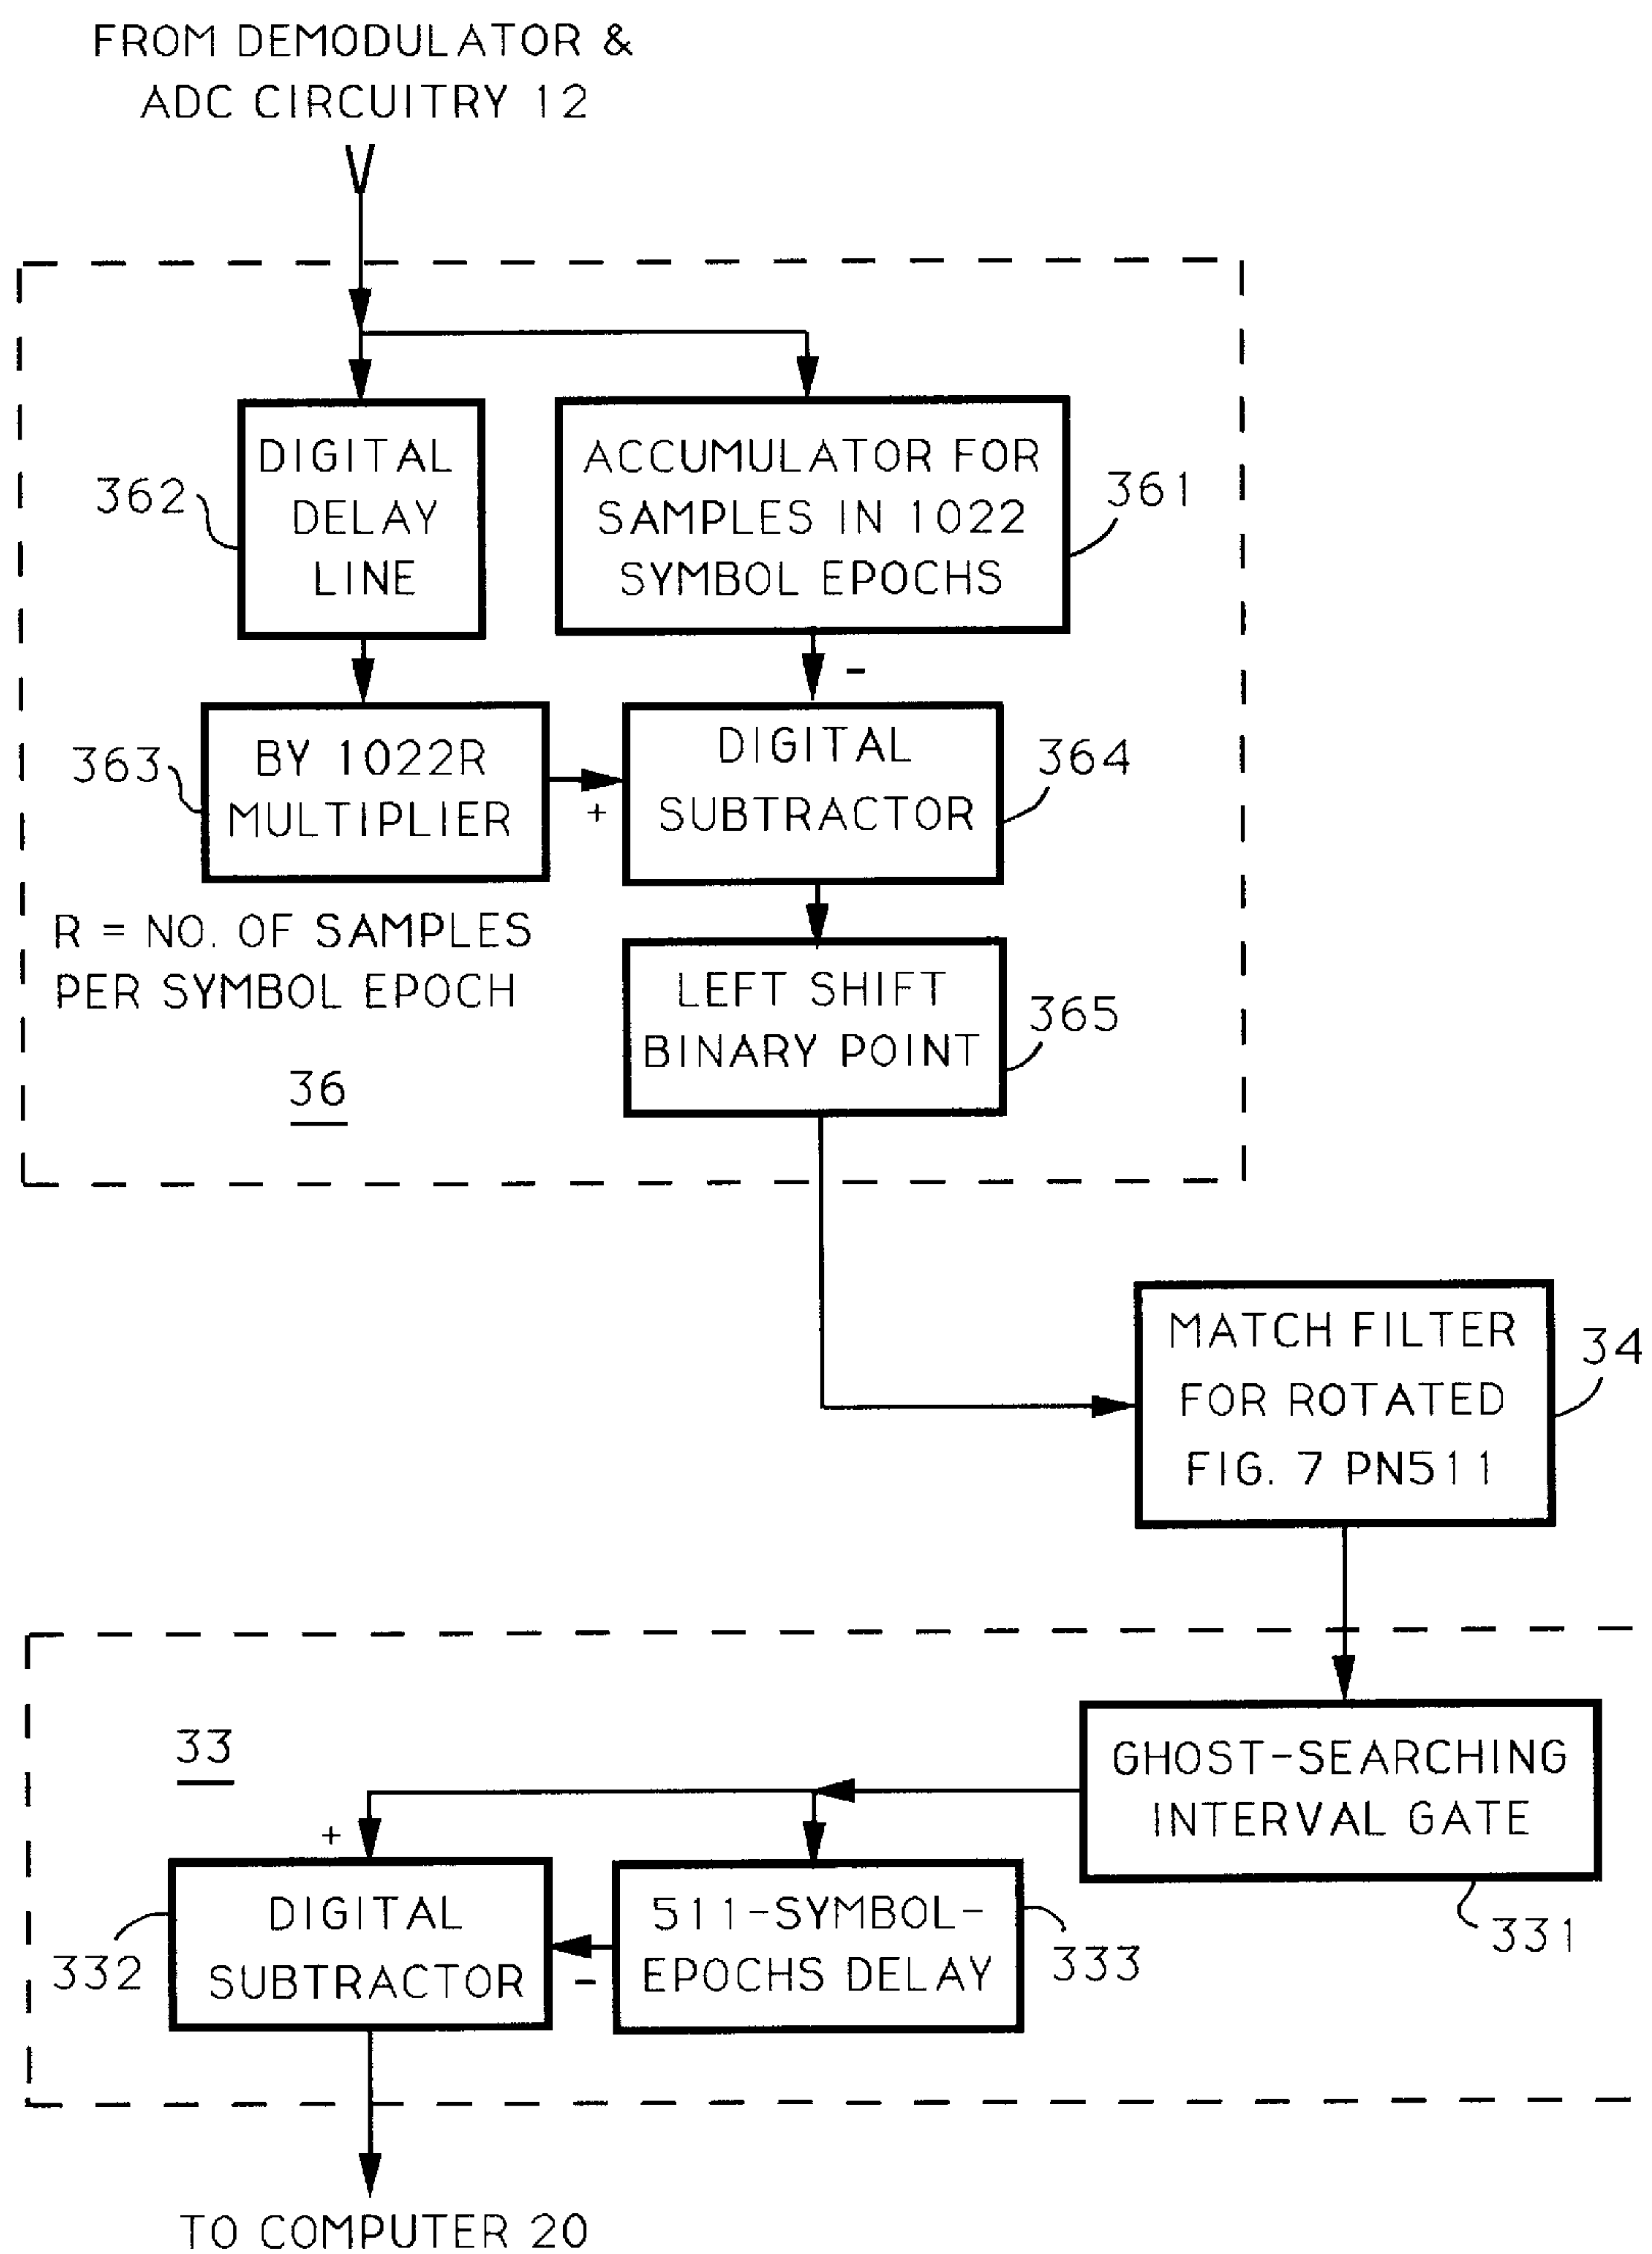 FROM DEMODULATOR &
ADC CIRCUITRY 12
DIGITAL
DELAY
LINE
362
ACCUMULATOR FOR
SAMPLES IN 1022
SYMBOL EPOCHS
361
-
BY 1022R
MULTIPLIER
363
+
DIGITAL
SUBTRACTOR
364
R = NO. OF SAMPLES
PER SYMBOL EPOCH
LEFT SHIFT
BINARY POINT
365
36
MATCH FILTER
FOR ROTATED
FIG. 7 PN511
34
33
GHOST-SEARCHING
INTERVAL GATE
331
+
DIGITAL
SUBTRACTOR
332
-
511-SYMBOL-
EPOCHS DELAY
333
TO COMPUTER 20